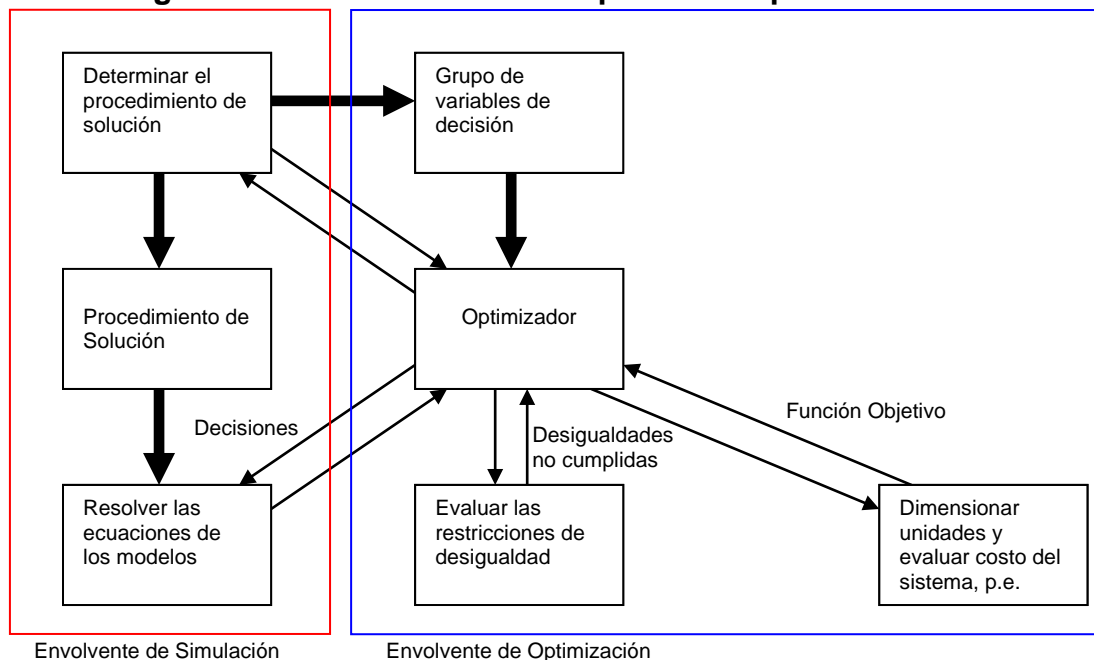 Determinar el
procedimiento de
solución
Grupo de
variables de
decisión
Procedimiento de
Solución
Optimizador
Decisiones
Desigualdades
no cumplidas
Función Objetivo
Resolver las
ecuaciones de
los modelos
Evaluar las
restricciones de
desigualdad
Dimensionar
unidades y
evaluar costo del
sistema, p.e.
Envolvente de Simulación
Envolvente de Optimización